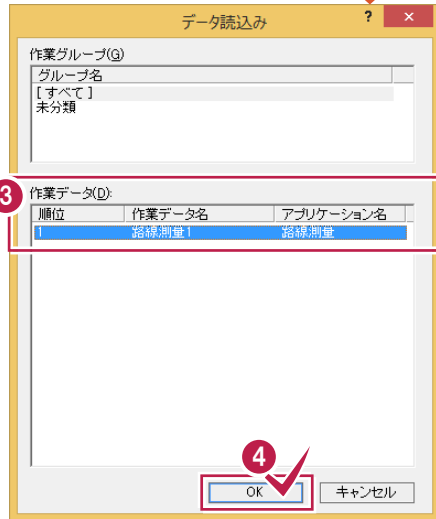 データ読込み ? ×
作業グループ(G)
グループ名
[すべて]
未分類
3
作業データ(D):
順位 作業データ名 アプリケーション名
1 路線測量1 路線測量
4
OK キャンセル